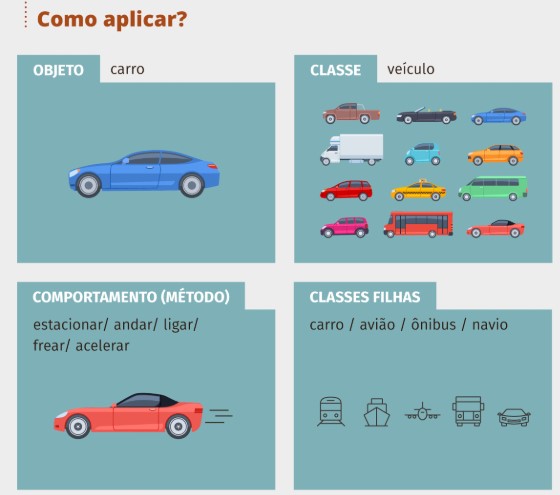 Como aplicar?
OBJETO carro
CLASSE veículo
COMPORTAMENTO (MÉTODO)
estacionar/ andar/ ligar/
frear/ acelerar
CLASSES FILHAS
carro / avião / ônibus / navio